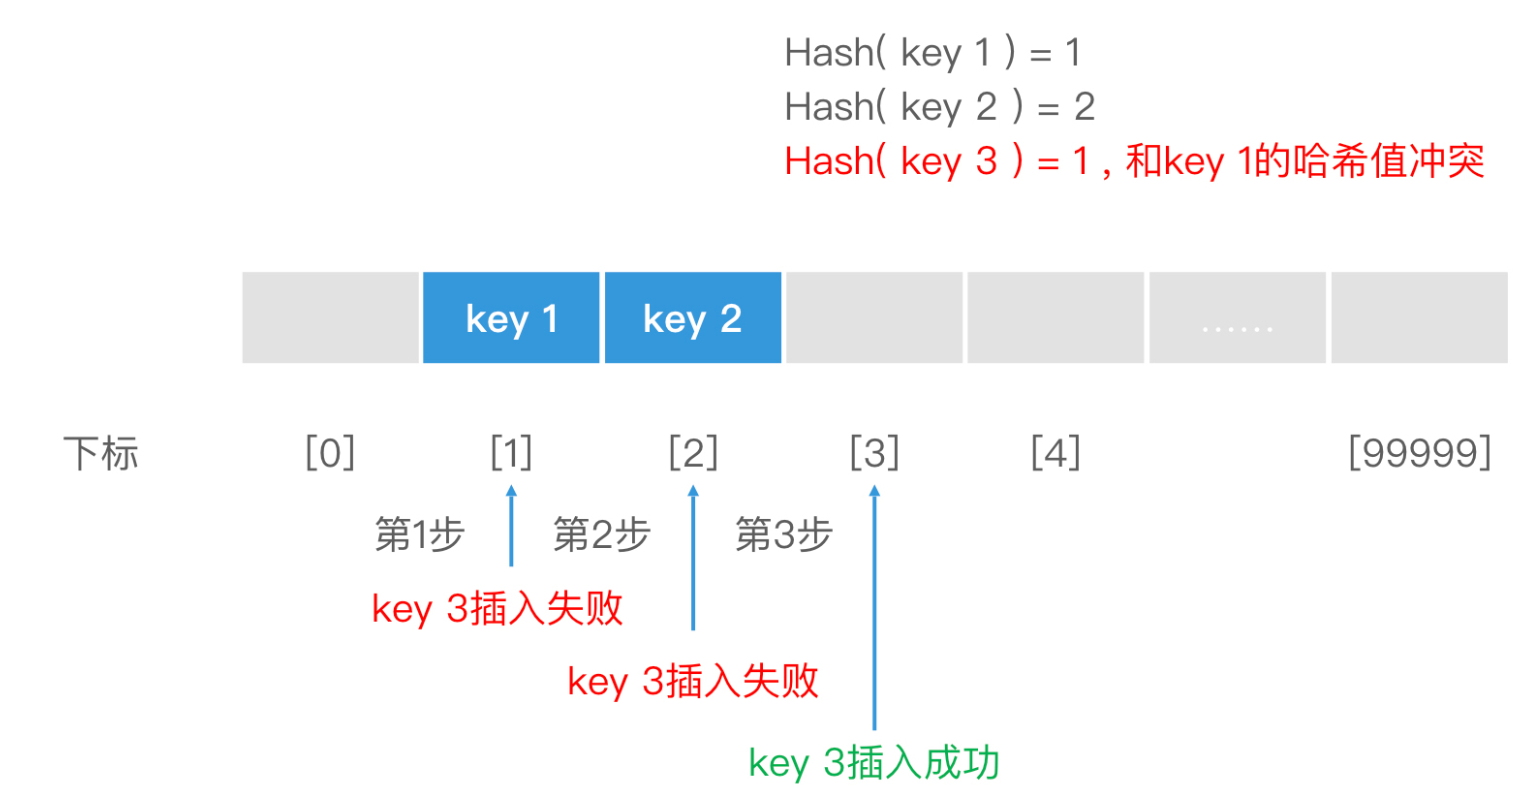 Hash( key 1 ) = 1
Hash( key 2 ) = 2
Hash( key 3 ) = 1 , 和key 1的哈希值冲突
key 1 key 2 ......
下标 [0] [1] [2] [3] [4] [99999]
第1步 第2步 第3步
key 3插入失败
key 3插入失败
key 3插入成功